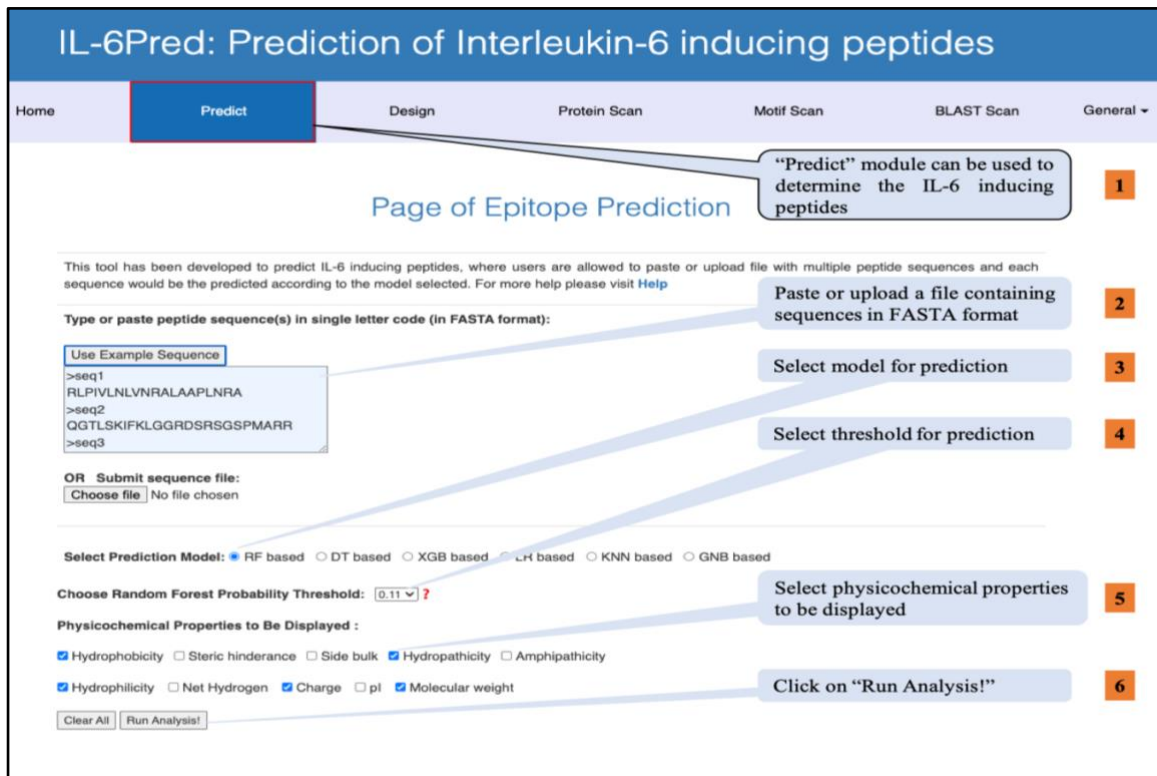 IL-6Pred: Prediction of Interleukin-6 inducing peptides
Home Predict Design Protein Scan Motif Scan BLAST Scan General
“Predict” module can be used to
determine the IL-6 inducing
peptides
1
Page of Epitope Prediction
This tool has been developed to predict IL-6 inducing peptides, where users are allowed to paste or upload file with multiple peptide sequences and each
sequence would be the predicted according to the model selected. For more help please visit Help
Paste or upload a file containing
sequences in FASTA format
2
Type or paste peptide sequence(s) in single letter code (in FASTA format):
Use Example Sequence
>seq1
RLPIVLNLVNRALAAPLNRA
>seq2
QGTLSKIFKLGGRDSRSGSPMARR
>seq3
Select model for prediction
3
Select threshold for prediction
4
OR Submit sequence file:
Choose file No file chosen
Select Prediction Model: RF based DT based XGB based LR based KNN based GNB based
Choose Random Forest Probability Threshold: 0.11 ?
Select physicochemical properties
to be displayed
5
Physicochemical Properties to Be Displayed :
Hydrophobicity Steric hinderance Side bulk Hydropathicity Amphipathicity
Hydrophilicity Net Hydrogen Charge pI Molecular weight
Click on “Run Analysis!”
6
Clear All Run Analysis!